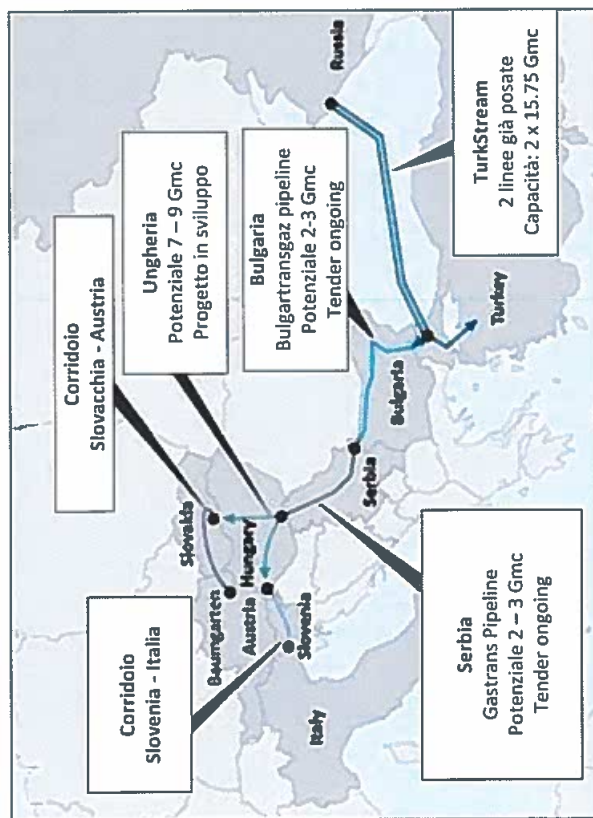 Corridoio
Slovacchia - Austria
Ungheria
Potenziale 7 – 9 Gmc
Progetto in sviluppo
Bulgaria
Bulgartransgaz pipeline
Potenziale 2-3 Gmc
Tender ongoing
TurkStream
2 linee già posate
Capacità: 2 x 15.75 Gmc
Corridoio
Slovenia - Italia
Serbia
Gastrans Pipeline
Potenziale 2 – 3 Gmc
Tender ongoing
Russia
Slovakia
Baumgarten
Hungary
Austria
Slovenia
Italy
Serbia
Bulgaria
Turkey